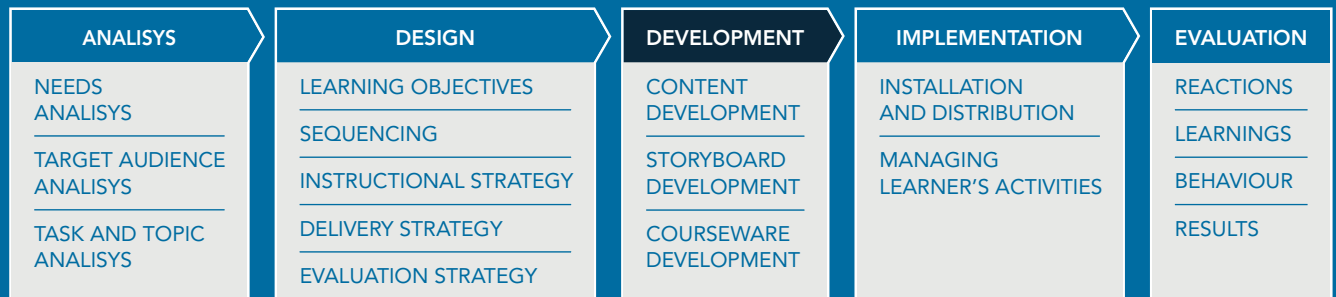 ANALISYS
NEEDS
ANALISYS
TARGET AUDIENCE
ANALISYS
TASK AND TOPIC
ANALISYS
DESIGN
LEARNING OBJECTIVES
SEQUENCING
INSTRUCTIONAL STRATEGY
DELIVERY STRATEGY
EVALUATION STRATEGY
DEVELOPMENT
CONTENT
DEVELOPMENT
STORYBOARD
DEVELOPMENT
COURSEWARE
DEVELOPMENT
IMPLEMENTATION
INSTALLATION
AND DISTRIBUTION
MANAGING
LEARNER’S ACTIVITIES
EVALUATION
REACTIONS
LEARNINGS
BEHAVIOUR
RESULTS